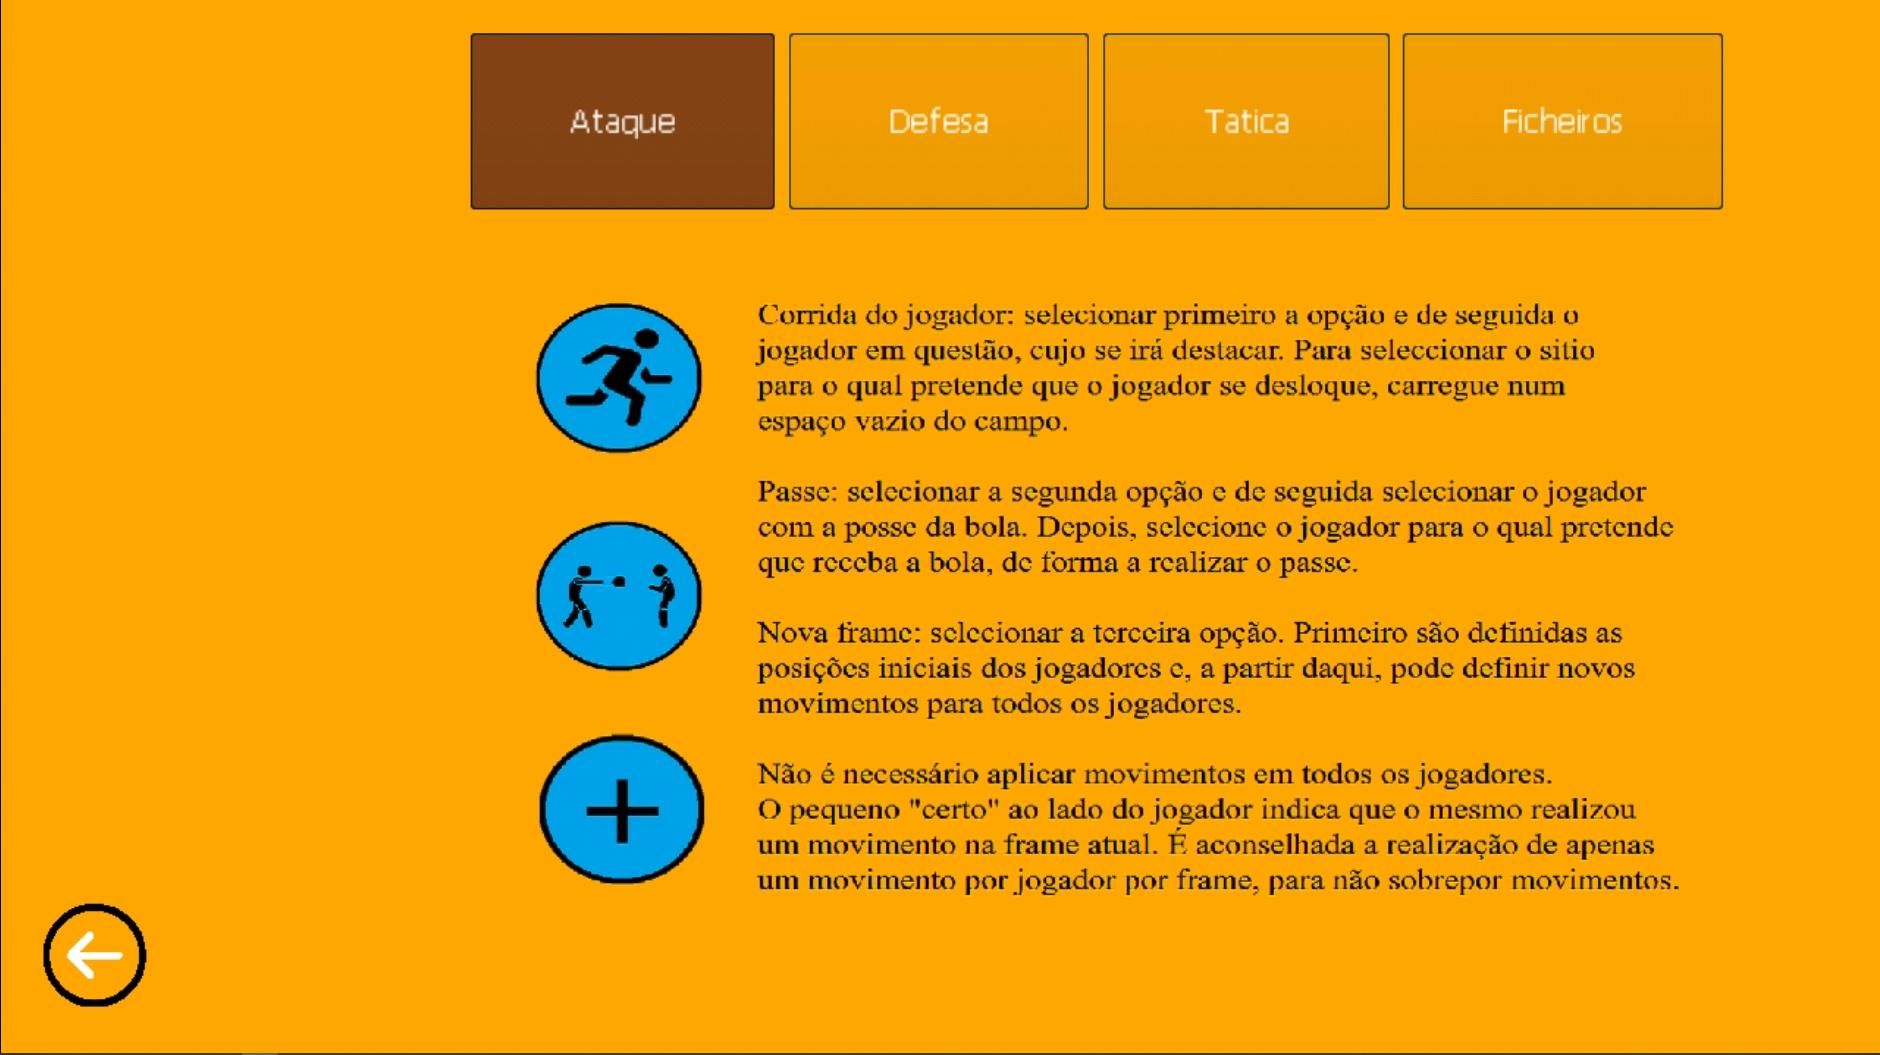 Ataque
Defesa
Tatica
Ficheiros
Corrida do jogador: selecionar primeiro a opção e de seguida o
jogador em questão, cujo se irá destacar. Para seleccionar o sitio
para o qual pretende que o jogador se desloque, carregue num
espaço vazio do campo.
Passe: selecionar a segunda opção e de seguida selecionar o jogador
com a posse da bola. Depois, selecione o jogador para o qual pretende
que receba a bola, de forma a realizar o passe.
Nova frame: selecionar a terceira opção. Primeiro são definidas as
posições iniciais dos jogadores e, a partir daqui, pode definir novos
movimentos para todos os jogadores.
Não é necessário aplicar movimentos em todos os jogadores.
O pequeno "certo" ao lado do jogador indica que o mesmo realizou
um movimento na frame atual. É aconselhada a realização de apenas
um movimento por jogador por frame, para não sobrepor movimentos.